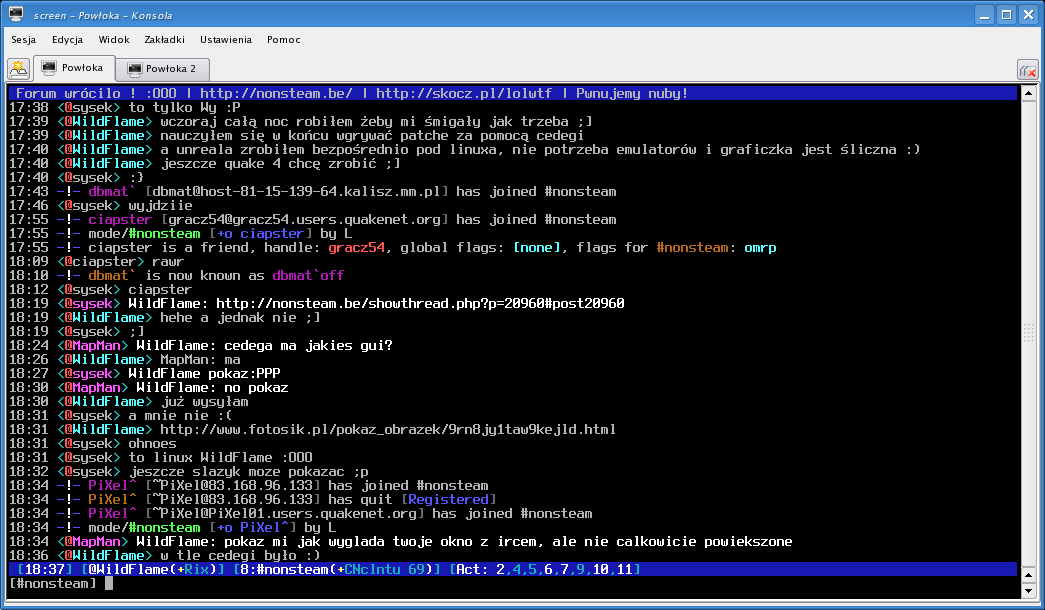 screen - Powłoka - Konsola
Sesja Edycja Widok Zakładki Ustawienia Pomoc
Powłoka Powłoka 2
Forum wróciło ! :OOO | http://nonsteam.be/ | http://skocz.pl/lolwtf | Pwnujemy nuby!
17:38 <@sysek> to tylko Wy :P
17:39 <@WildFlame> wczoraj całą noc robiłem żeby mi śmigały jak trzeba ;]
17:39 <@WildFlame> nauczyłem się w końcu wgrywać patche za pomocą cedegi
17:40 <@WildFlame> a unreala zrobiłem bezpośrednio pod linuxa, nie potrzeba emulatorów i graficzka jest śliczna :)
17:40 <@WildFlame> jeszcze quake 4 chcę zrobić ;]
17:40 <@sysek> :}
17:43 -!- dbmat` [dbmat@host-81-15-139-64.kalisz.mm.pl] has joined #nonsteam
17:46 <@sysek> wyjdziie
17:55 -!- ciapster [gracz54@gracz54.users.quakenet.org] has joined #nonsteam
17:55 -!- mode/#nonsteam [+o ciapster] by L
17:55 -!- ciapster is a friend, handle: gracz54, global flags: [none], flags for #nonsteam: omrp
18:09 <@ciapster> rawr
18:10 -!- dbmat` is now known as dbmat`off
18:12 <@sysek> ciapster
18:19 <@sysek> WildFlame: http://nonsteam.be/showthread.php?p=20960#post20960
18:19 <@WildFlame> hehe a jednak nie ;]
18:19 <@sysek> ;]
18:24 <@MapMan> WildFlame: cedega ma jakies gui?
18:26 <@WildFlame> MapMan: ma
18:27 <@sysek> WildFlame pokaz:PPP
18:30 <@MapMan> WildFlame: no pokaz
18:30 <@WildFlame> już wysyłam
18:31 <@sysek> a mnie nie :(
18:31 <@WildFlame> http://www.fotosik.pl/pokaz_obrazek/9rn8jy1taw9kejld.html
18:31 <@sysek> ohnoes
18:31 <@sysek> to linux WildFlame :OOO
18:32 <@sysek> jeszcze slazyk moze pokazac ;p
18:34 -!- PiXel^ [~PiXel@83.168.96.133] has joined #nonsteam
18:34 -!- PiXel^ [~PiXel@83.168.96.133] has quit [Registered]
18:34 -!- PiXel^ [~PiXel@PiXel01.users.quakenet.org] has joined #nonsteam
18:34 -!- mode/#nonsteam [+o PiXel^] by L
18:34 <@MapMan> WildFlame: pokaz mi jak wyglada twoje okno z ircem, ale nie calkowicie powiekszone
18:36 <@WildFlame> w tle cedegi było :)
[18:37] [@WildFlame(+Rix)] [8:#nonsteam(+CNclntu 69)] [Act: 2,4,5,6,7,9,10,11]
[#nonsteam]